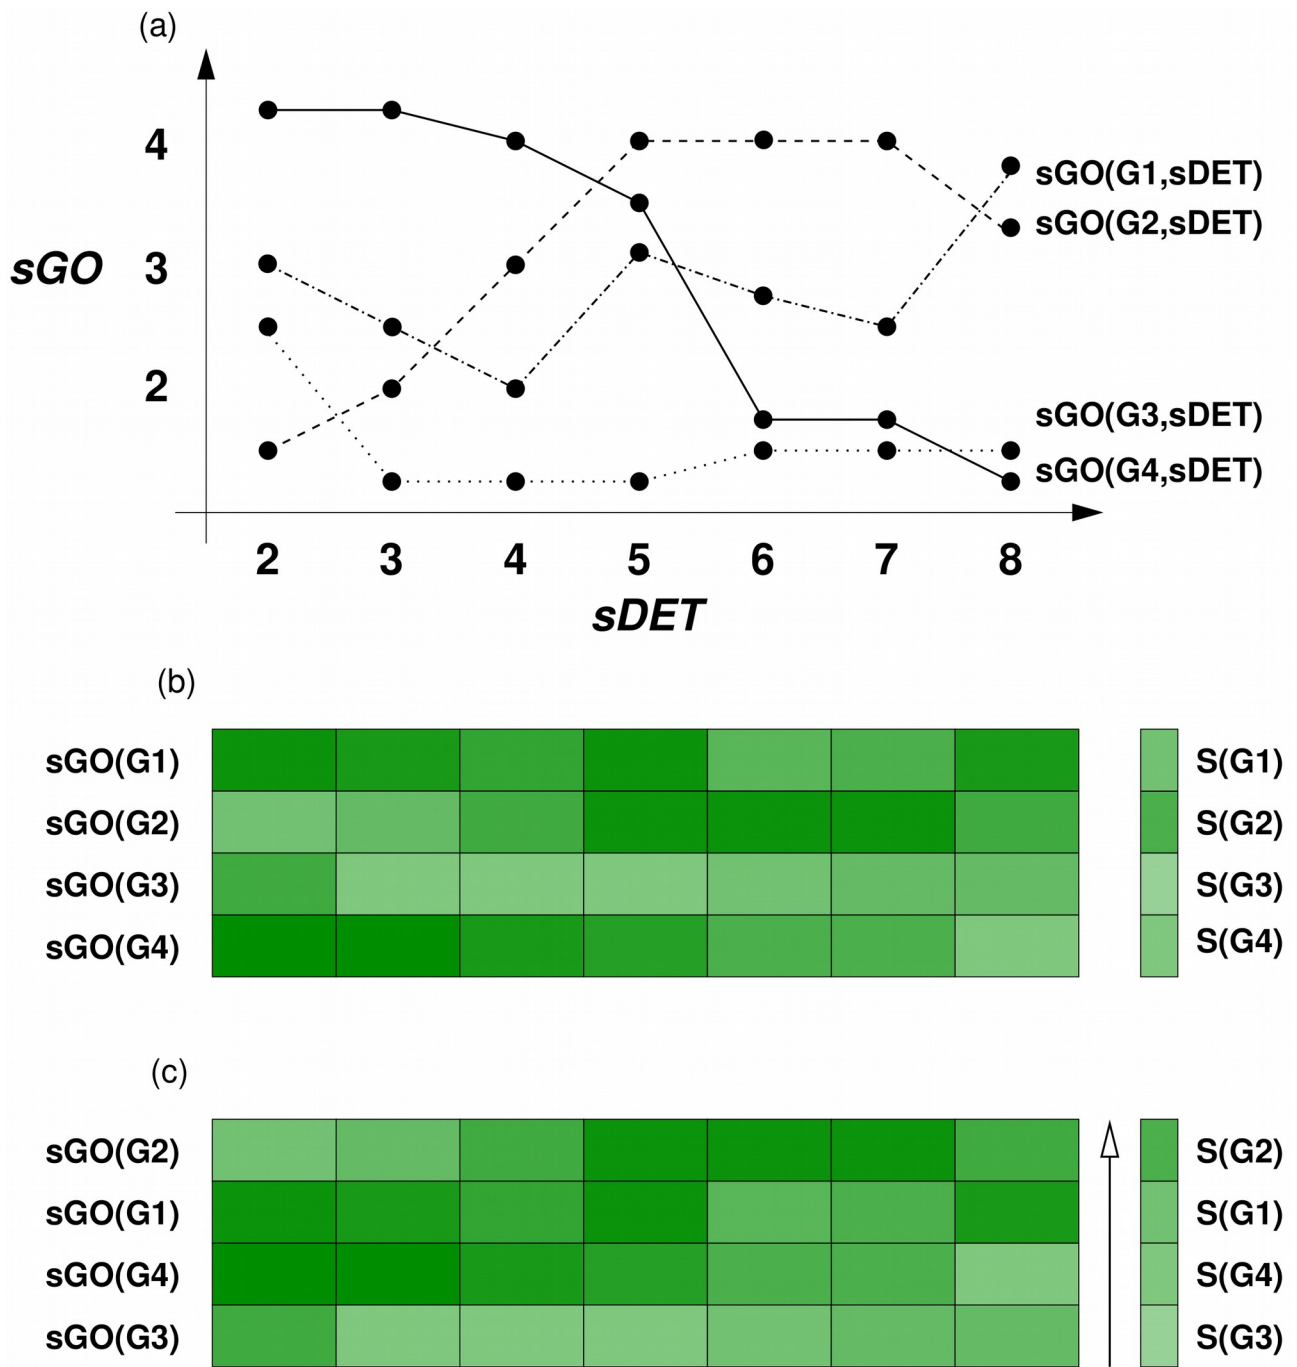 (a)
4
3
2
sGO
sGO(G1,sDET)
sGO(G2,sDET)
sGO(G3,sDET)
sGO(G4,sDET)
2 3 4 5 6 7 8
sDET
(b)
sGO(G1) S(G1)
sGO(G2) S(G2)
sGO(G3) S(G3)
sGO(G4) S(G4)
(c)
sGO(G2) S(G2)
sGO(G1) S(G1)
sGO(G4) S(G4)
sGO(G3) S(G3)